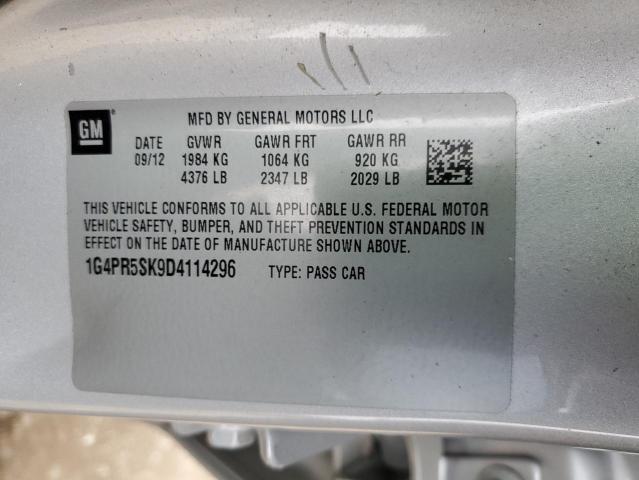 GM
MFD BY GENERAL MOTORS LLC
DATE GVWR GAWR FRT GAWR RR
09/12 1984 KG 1064 KG 920 KG
4376 LB 2347 LB 2029 LB
THIS VEHICLE CONFORMS TO ALL APPLICABLE U.S. FEDERAL MOTOR
VEHICLE SAFETY, BUMPER, AND THEFT PREVENTION STANDARDS IN
EFFECT ON THE DATE OF MANUFACTURE SHOWN ABOVE.
1G4PR5SK9D4114296 TYPE: PASS CAR